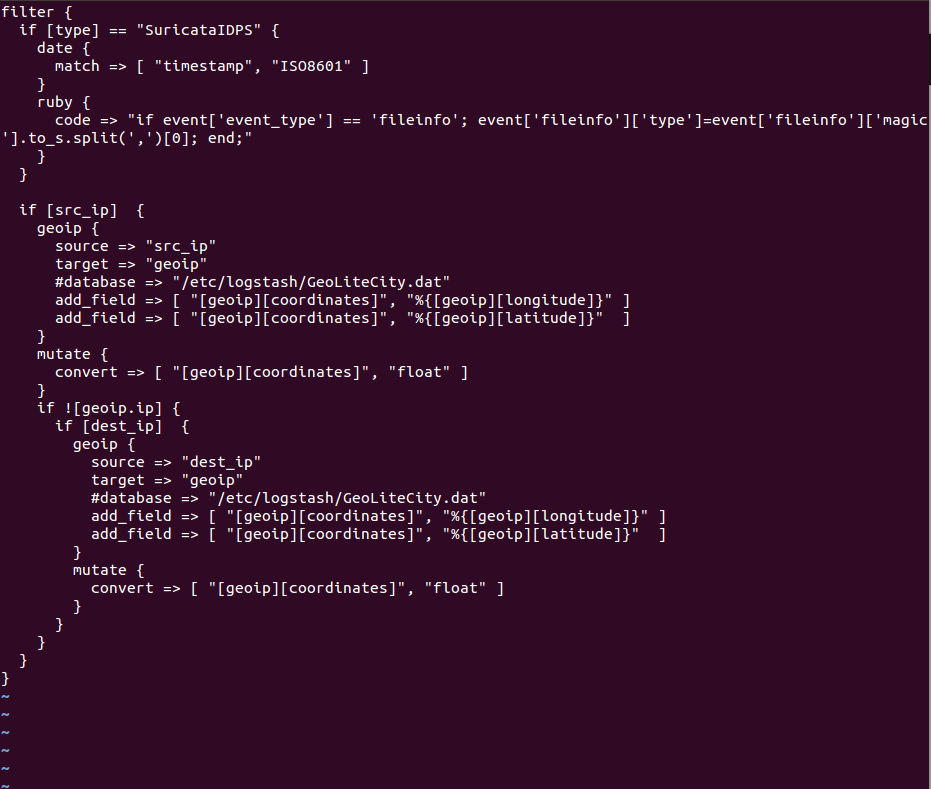 filter {
  if [type] == "SuricataIDPS" {
    date {
      match => [ "timestamp", "ISO8601" ]
    }
    ruby {
      code => "if event['event_type'] == 'fileinfo'; event['fileinfo']['type']=event['fileinfo']['magic
'].to_s.split(',')[0]; end;"
    }
  }

  if [src_ip]  {
    geoip {
      source => "src_ip"
      target => "geoip"
      #database => "/etc/logstash/GeoLiteCity.dat"
      add_field => [ "[geoip][coordinates]", "%{[geoip][longitude]}" ]
      add_field => [ "[geoip][coordinates]", "%{[geoip][latitude]}"  ]
    }
    mutate {
      convert => [ "[geoip][coordinates]", "float" ]
    }
    if ![geoip.ip] {
      if [dest_ip]  {
        geoip {
          source => "dest_ip"
          target => "geoip"
          #database => "/etc/logstash/GeoLiteCity.dat"
          add_field => [ "[geoip][coordinates]", "%{[geoip][longitude]}" ]
          add_field => [ "[geoip][coordinates]", "%{[geoip][latitude]}"  ]
        }
        mutate {
          convert => [ "[geoip][coordinates]", "float" ]
        }
      }
    }
  }
}
~
~
~
~
~
~